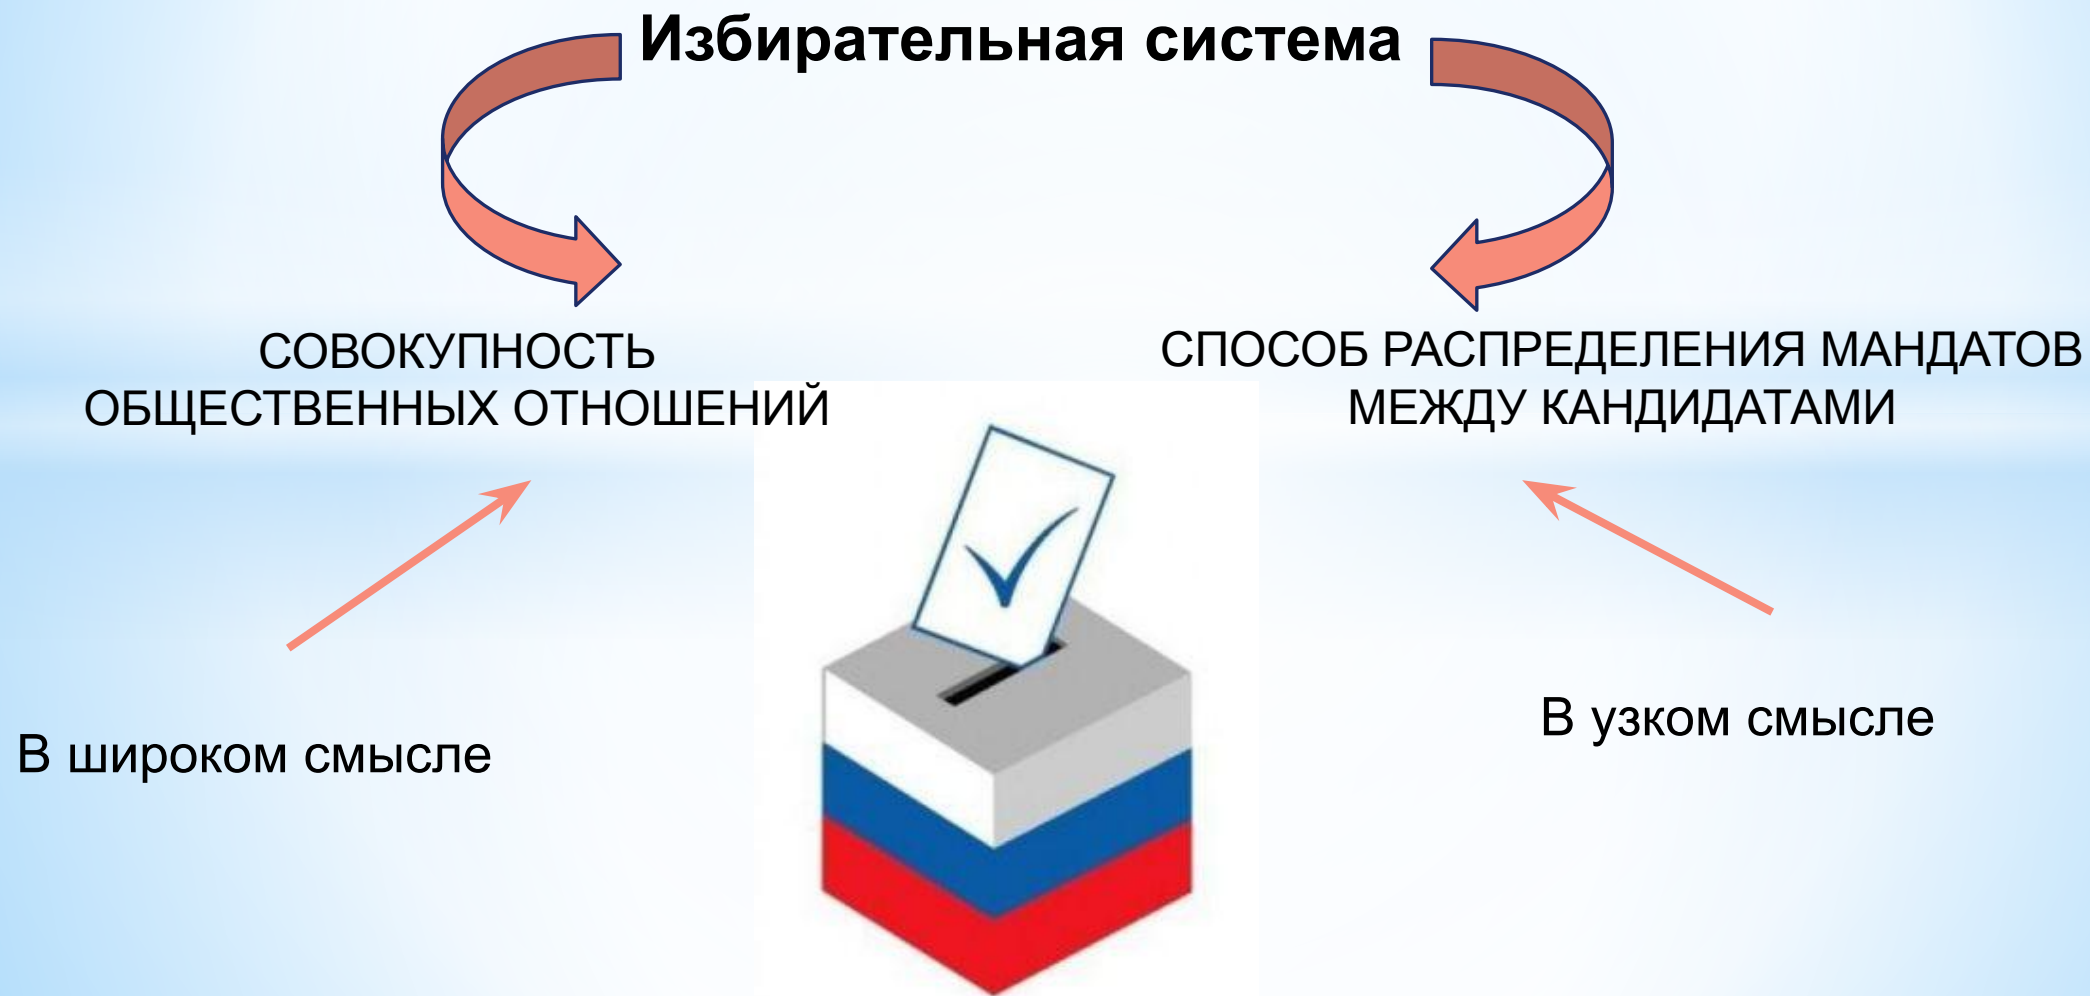 Избирательная система
СОВОКУПНОСТЬ
ОБЩЕСТВЕННЫХ ОТНОШЕНИЙ
СПОСОБ РАСПРЕДЕЛЕНИЯ МАНДАТОВ
МЕЖДУ КАНДИДАТАМИ
В широком смысле
В узком смысле